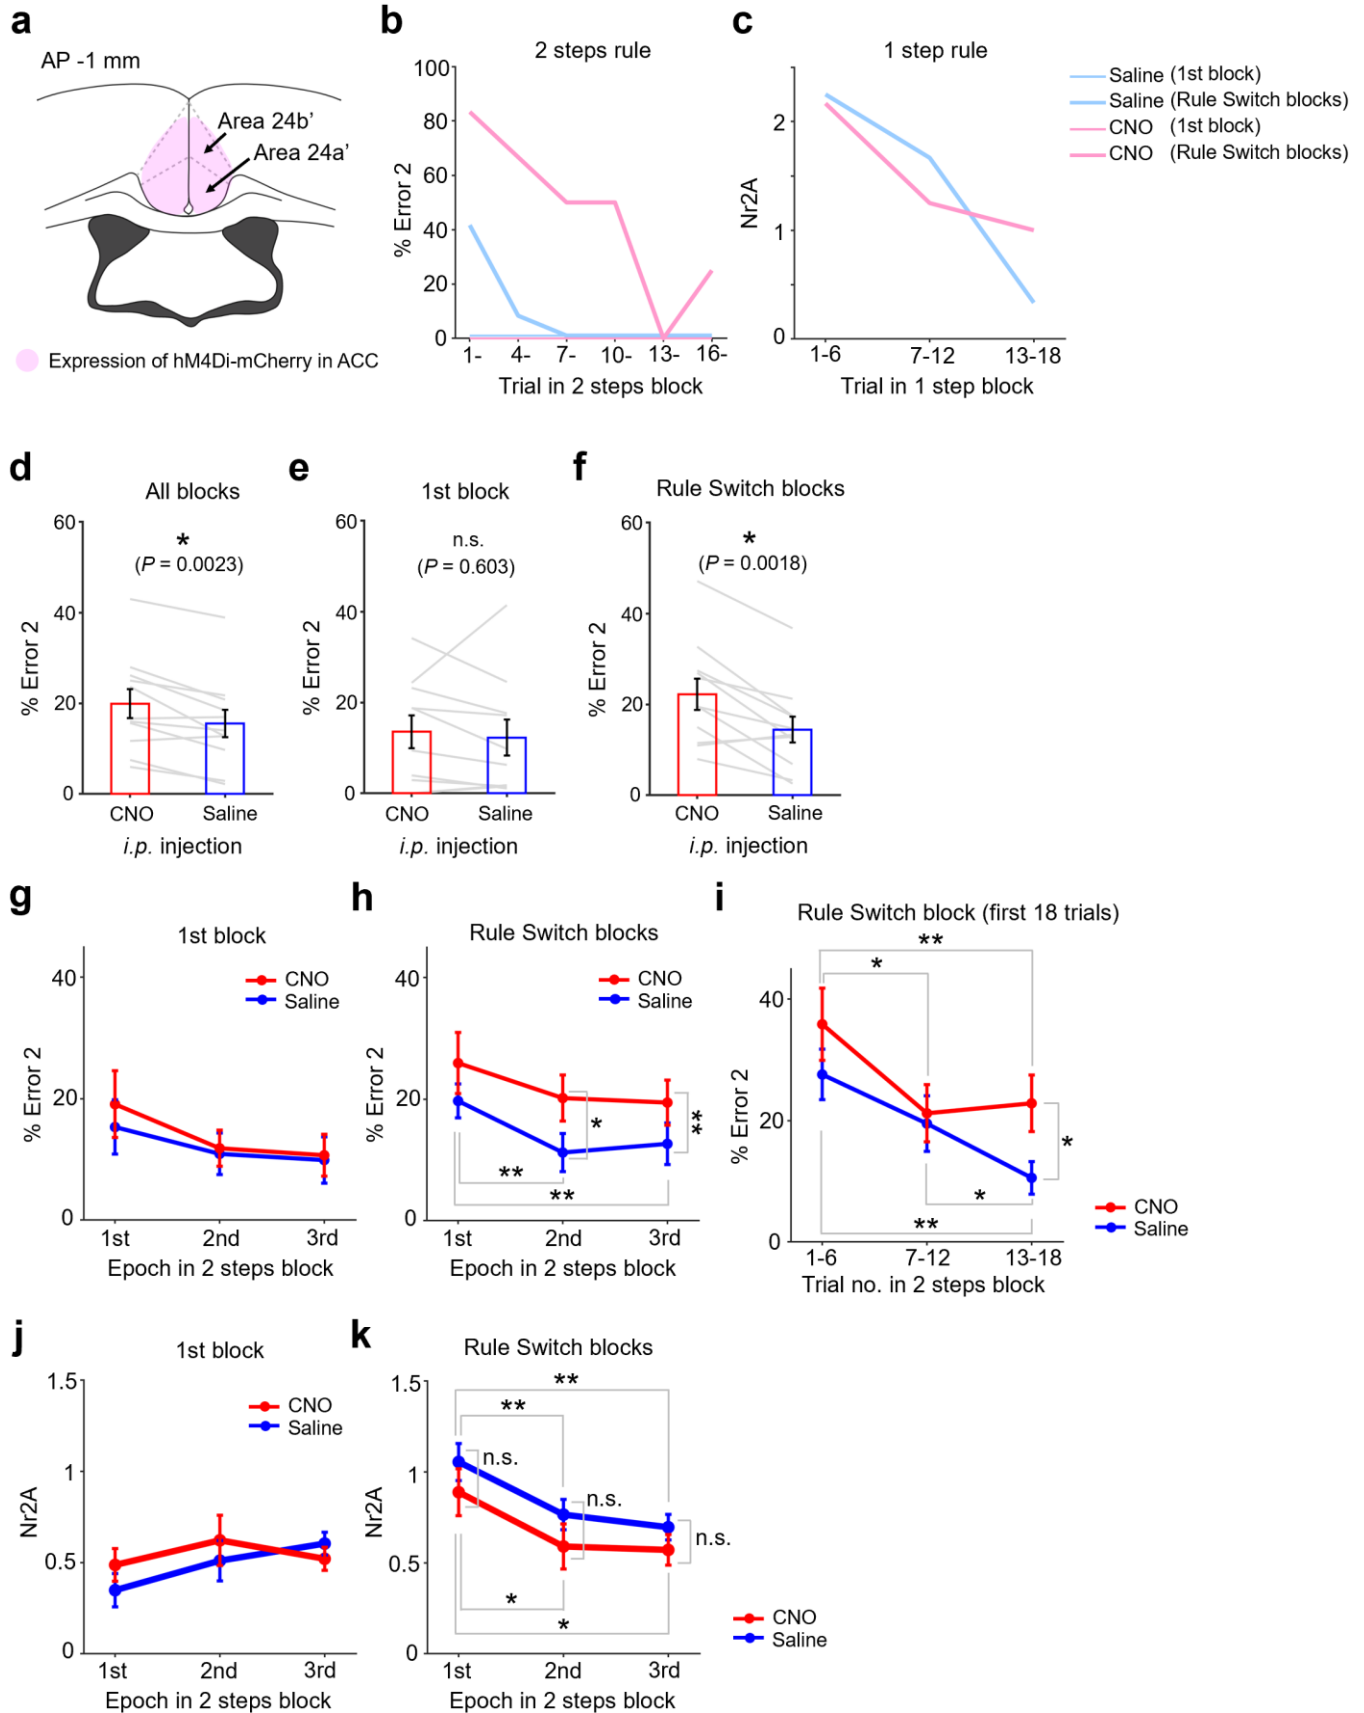 a
AP -1 mm
Area 24b’
Area 24a’
Expression of hM4Di-mCherry in ACC
b
2 steps rule
% Error 2
100
80
60
40
20
0
1-
4-
7-
10-
13-
16-
Trial in 2 steps block
c
1 step rule
Nr2A
2
1
0
1-6
7-12
13-18
Trial in 1 step block
Saline (1st block)
Saline (Rule Switch blocks)
CNO (1st block)
CNO (Rule Switch blocks)
d
All blocks
*
(P = 0.0023)
% Error 2
60
40
20
0
CNO
Saline
i.p. injection
e
1st block
n.s.
(P = 0.603)
% Error 2
60
40
20
0
CNO
Saline
i.p. injection
f
Rule Switch blocks
*
(P = 0.0018)
% Error 2
60
40
20
0
CNO
Saline
i.p. injection
g
1st block
CNO
Saline
% Error 2
40
20
0
1st
2nd
3rd
Epoch in 2 steps block
h
Rule Switch blocks
CNO
Saline
% Error 2
40
20
0
*
**
**
**
1st
2nd
3rd
Epoch in 2 steps block
i
Rule Switch block (first 18 trials)
**
*
% Error 2
40
20
0
*
*
**
CNO
Saline
1-6
7-12
13-18
Trial no. in 2 steps block
j
1st block
CNO
Saline
Nr2A
1.5
1
0.5
0
1st
2nd
3rd
Epoch in 2 steps block
k
Rule Switch blocks
**
**
Nr2A
1.5
1
0.5
0
n.s.
n.s.
n.s.
*
*
CNO
Saline
1st
2nd
3rd
Epoch in 2 steps block